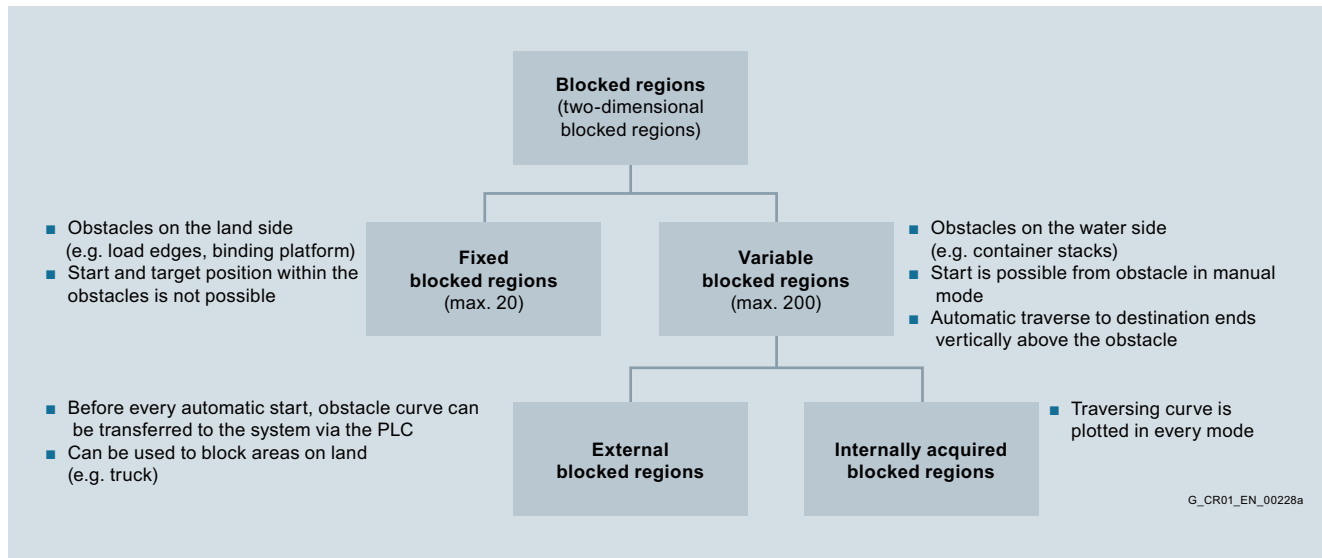 Blocked regions
(two-dimensional
blocked regions)
■ Obstacles on the land side
(e.g. load edges, binding platform)
■ Start and target position within the
obstacles is not possible
Fixed
blocked regions
(max. 20)
Variable
blocked regions
(max. 200)
■ Obstacles on the water side
(e.g. container stacks)
■ Start is possible from obstacle in manual
mode
■ Automatic traverse to destination ends
vertically above the obstacle
■ Before every automatic start, obstacle curve can
be transferred to the system via the PLC
■ Can be used to block areas on land
(e.g. truck)
External
blocked regions
Internally acquired
blocked regions
■ Traversing curve is
plotted in every mode
G_CR01_EN_00228a